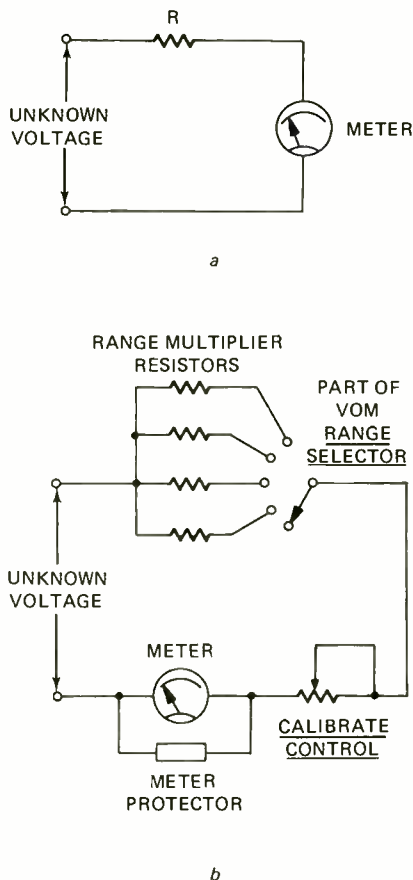 R
UNKNOWN
VOLTAGE
METER
a
RANGE MULTIPLIER
RESISTORS
PART OF
VOM
RANGE
SELECTOR
UNKNOWN
VOLTAGE
METER
METER
PROTECTOR
CALIBRATE
CONTROL
b